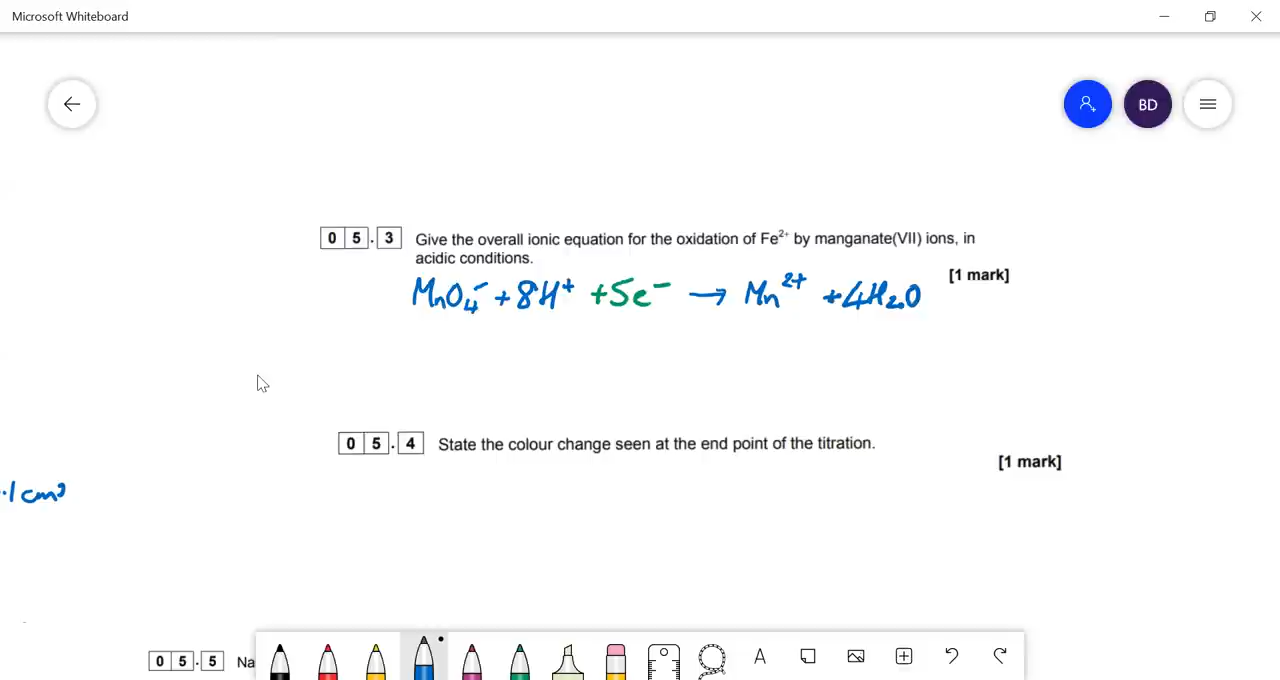 Microsoft Whiteboard
BD
0 5 . 3 Give the overall ionic equation for the oxidation of Fe²⁺ by manganate(VII) ions, in
acidic conditions.
[1 mark]
MnO₄⁻ + 8H⁺ + 5e⁻ → Mn²⁺ + 4H₂O
0 5 . 4 State the colour change seen at the end point of the titration.
[1 mark]
.1 cm³
0 5 . 5 Na
A